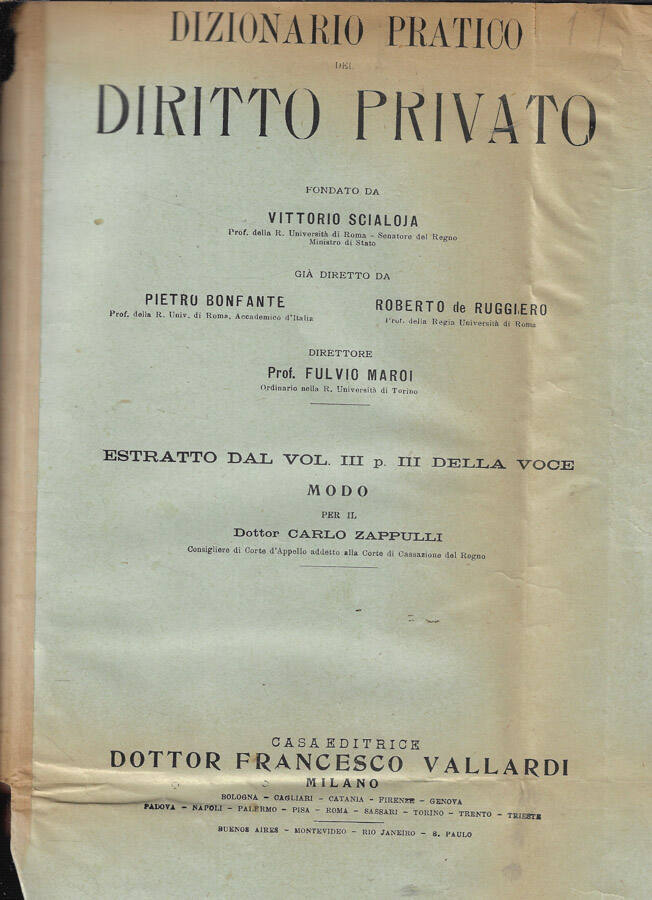 DIZIONARIO PRATICO
DEL
DIRITTO PRIVATO
FONDATO DA
VITTORIO SCIALOJA
Prof. della R. Università di Roma - Senatore del Regno
Ministro di Stato
GIÀ DIRETTO DA
PIETRO BONFANTE
Prof. della R. Univ. di Roma, Accademico d'Italia
ROBERTO de RUGGIERO
Prof. della Regia Università di Roma
DIRETTORE
Prof. FULVIO MAROI
Ordinario nella R. Università di Torino
ESTRATTO DAL VOL. III p. III DELLA VOCE
MODO
PER IL
Dottor CARLO ZAPPULLI
Consigliere di Corte d'Appello addetto alla Corte di Cassazione del Regno
CASA EDITRICE
DOTTOR FRANCESCO VALLARDI
MILANO
BOLOGNA - CAGLIARI - CATANIA - FIRENZE - GENOVA
PADOVA - NAPOLI - PALERMO - PISA - ROMA - SASSARI - TORINO - TRENTO - TRIESTE
BUENOS AIRES - MONTEVIDEO - RIO JANEIRO - S. PAULO